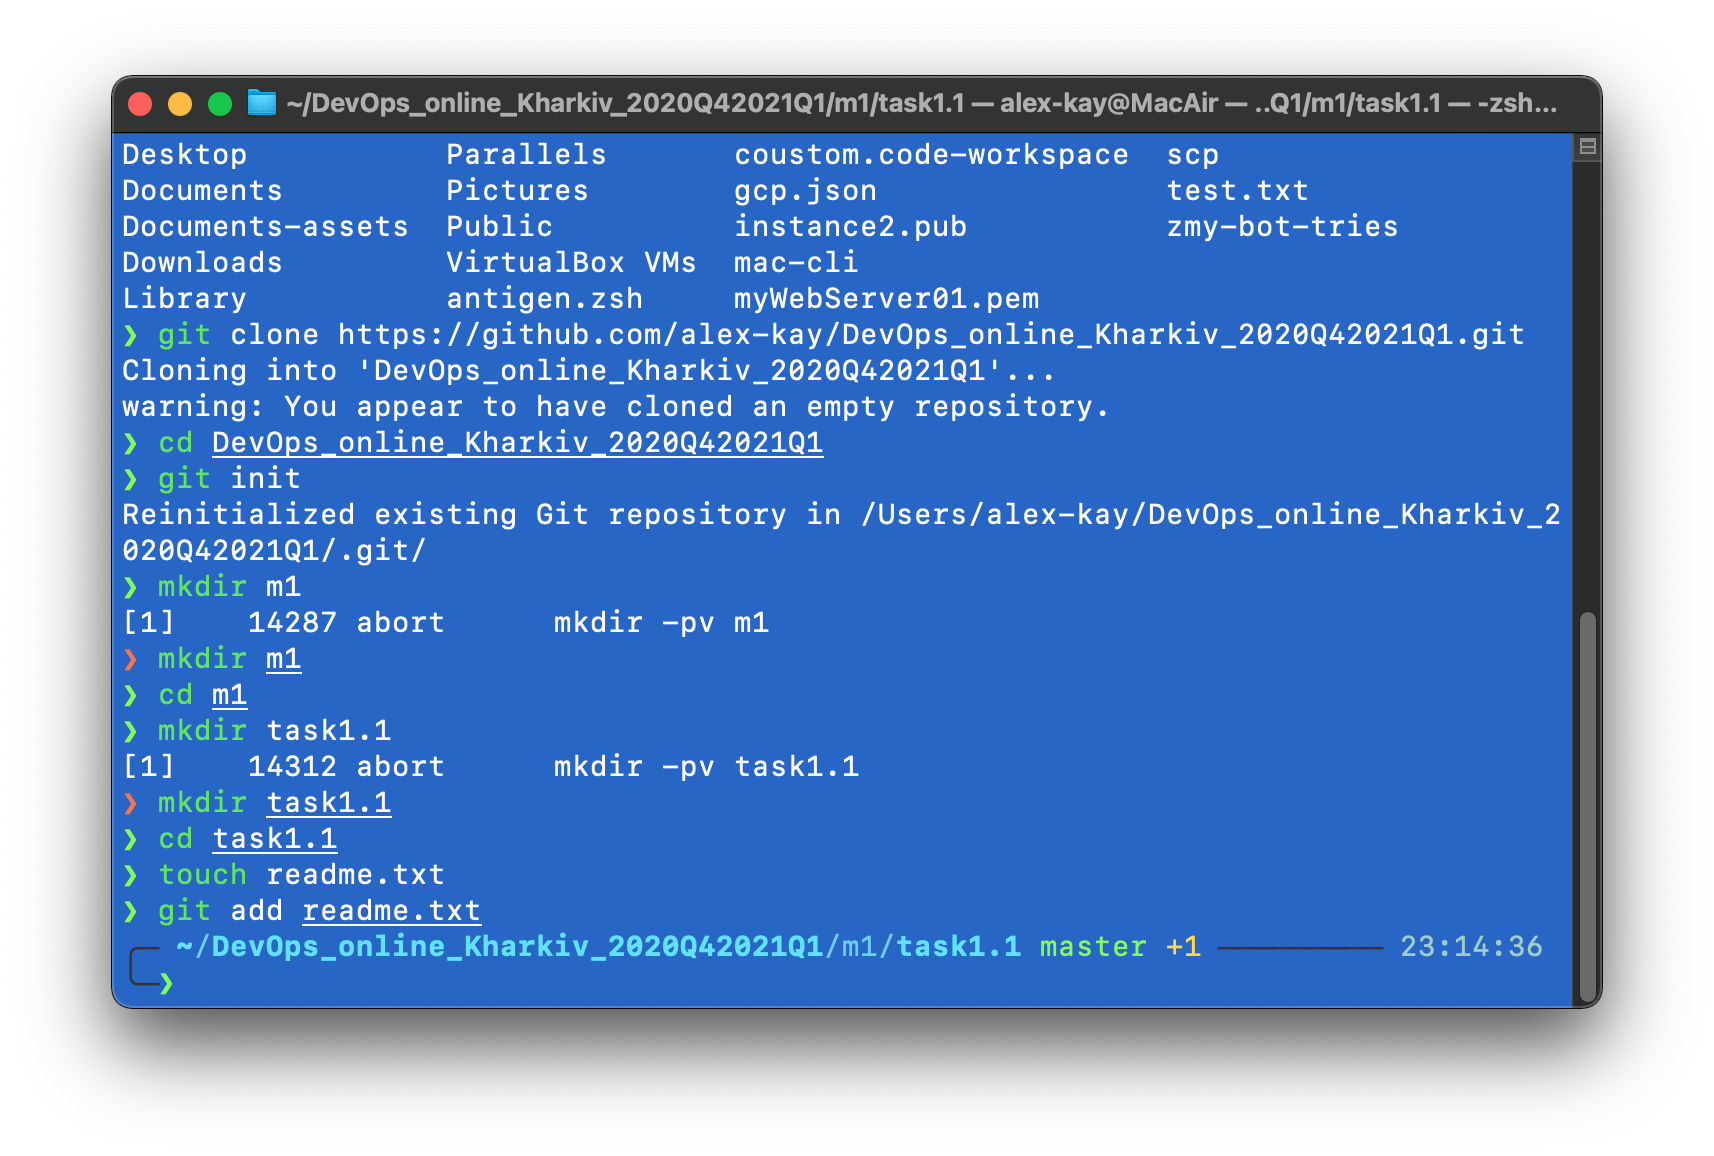 ~/DevOps_online_Kharkiv_2020Q42021Q1/m1/task1.1 — alex-kay@MacAir — ..Q1/m1/task1.1 — -zsh...
Desktop Parallels coustom.code-workspace scp
Documents Pictures gcp.json test.txt
Documents-assets Public instance2.pub zmy-bot-tries
Downloads VirtualBox VMs mac-cli
Library antigen.zsh myWebServer01.pem
❯ git clone https://github.com/alex-kay/DevOps_online_Kharkiv_2020Q42021Q1.git
Cloning into 'DevOps_online_Kharkiv_2020Q42021Q1'...
warning: You appear to have cloned an empty repository.
❯ cd DevOps_online_Kharkiv_2020Q42021Q1
❯ git init
Reinitialized existing Git repository in /Users/alex-kay/DevOps_online_Kharkiv_2
020Q42021Q1/.git/
❯ mkdir m1
[1] 14287 abort mkdir -pv m1
❯ mkdir m1
❯ cd m1
❯ mkdir task1.1
[1] 14312 abort mkdir -pv task1.1
❯ mkdir task1.1
❯ cd task1.1
❯ touch readme.txt
❯ git add readme.txt
~/DevOps_online_Kharkiv_2020Q42021Q1/m1/task1.1 master +1 23:14:36
❯